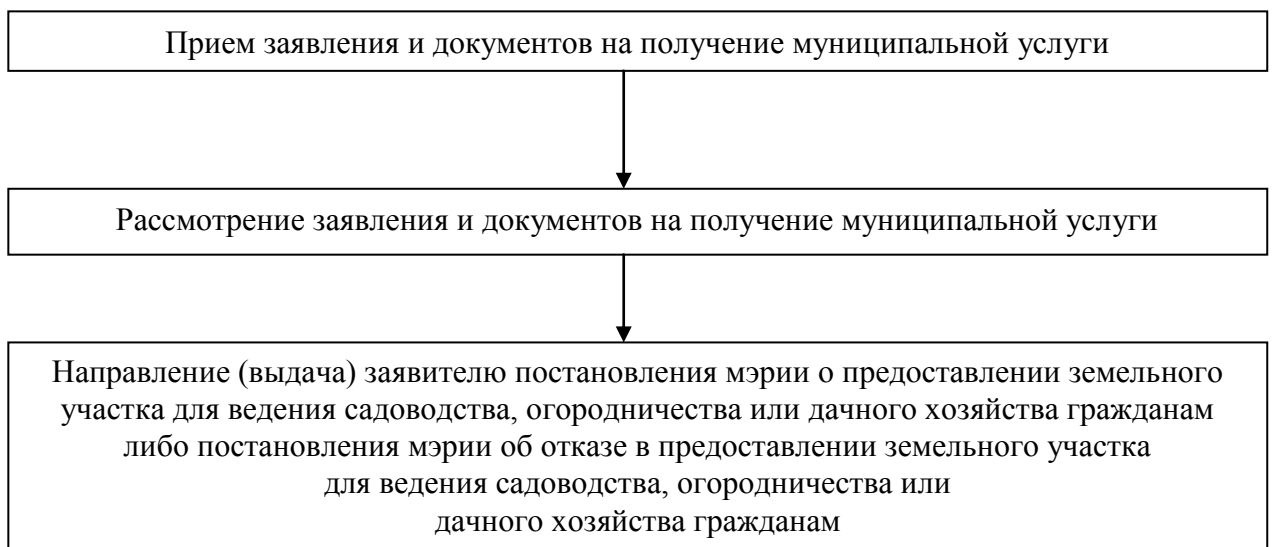 Прием заявления и документов на получение муниципальной услуги
Рассмотрение заявления и документов на получение муниципальной услуги
Направление (выдача) заявителю постановления мэрии о предоставлении земельного
участка для ведения садоводства, огородничества или дачного хозяйства гражданам
либо постановления мэрии об отказе в предоставлении земельного участка
для ведения садоводства, огородничества или
дачного хозяйства гражданам